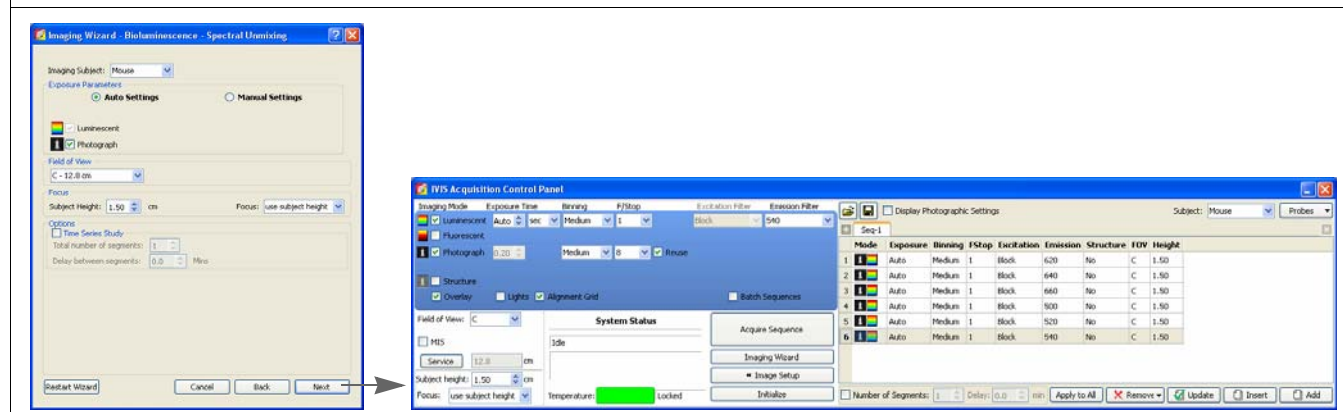 Imaging Wizard - Bioluminescence - Spectral Unmixing
Imaging Subject: Mouse
Exposure Parameters
Auto Settings Manual Settings
Luminescent
Photograph
Field of View
C - 12.8 cm
Focus
Subject Height: 1.50 cm Focus: use subject height
Options
Time Series Study
Total number of segments: 1
Delay between segments: 0.0 Mins
Restart Wizard Cancel Back Next
IVIS Acquisition Control Panel
Imaging Mode Exposure Time Binning F/Stop Excitation Filter Emission Filter
Luminescent Auto sec Medium 1 Block 540
Fluorescent
Photograph 0.20 Medium 8 Reuse
Structure
Overlay Lights Alignment Grid Batch Sequences
Field of View: C
MIS
Service 12.8 cm
Subject height: 1.50 cm
Focus: use subject height
System Status
Idle
Temperature: Locked
Acquire Sequence
Imaging Wizard
Image Setup
Initialize
Display Photographic Settings Subject: Mouse Probes
Seq-1
Mode Exposure Binning FStop Excitation Emission Structure FOV Height
1 Auto Medium 1 Block 620 No C 1.50
2 Auto Medium 1 Block 640 No C 1.50
3 Auto Medium 1 Block 660 No C 1.50
4 Auto Medium 1 Block 500 No C 1.50
5 Auto Medium 1 Block 520 No C 1.50
6 Auto Medium 1 Block 540 No C 1.50
Number of Segments: 1 Delay: 0.0 min Apply to All Remove Update Insert Add